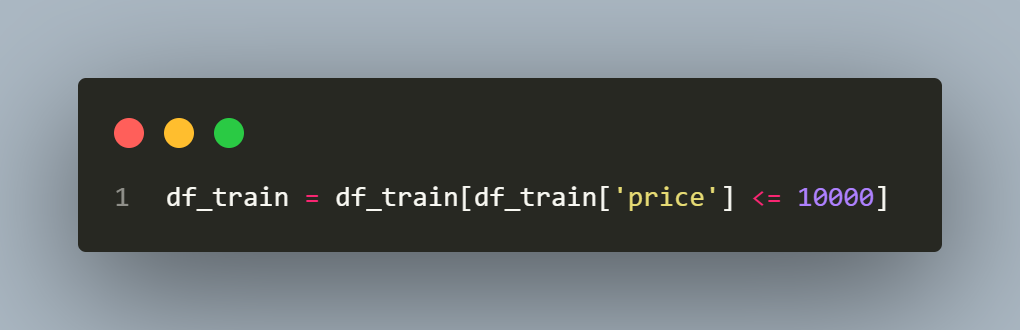 1 df_train = df_train[df_train['price'] <= 10000]